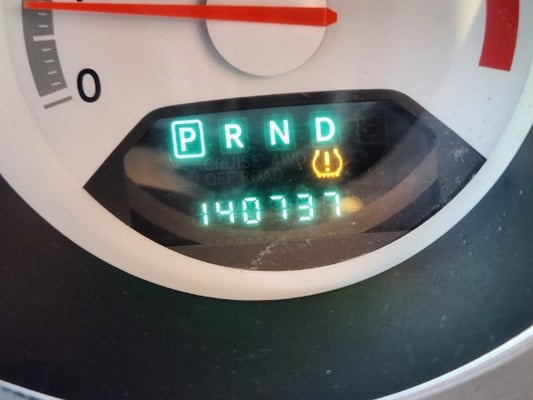 0
P R N D
CRUISE 4WD
OFF ROAD
140737